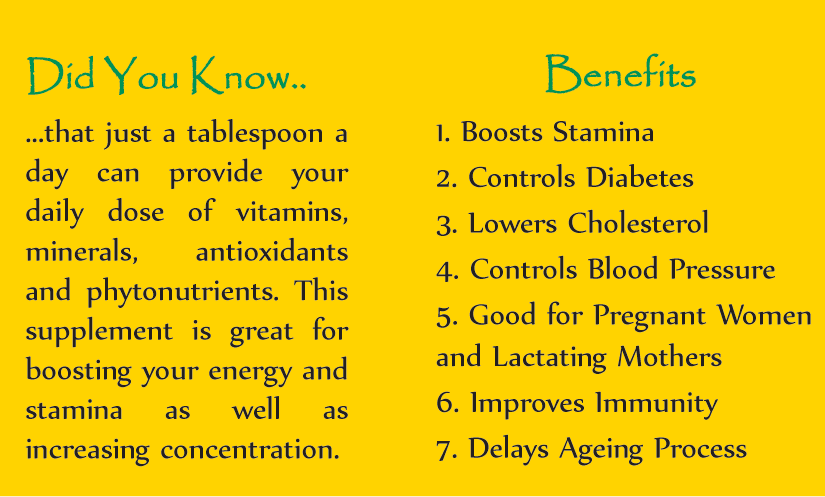 Did You Know..
...that just a tablespoon a
day can provide your
daily dose of vitamins,
minerals, antioxidants
and phytonutrients. This
supplement is great for
boosting your energy and
stamina as well as
increasing concentration.
Benefits
1. Boosts Stamina
2. Controls Diabetes
3. Lowers Cholesterol
4. Controls Blood Pressure
5. Good for Pregnant Women
and Lactating Mothers
6. Improves Immunity
7. Delays Ageing Process